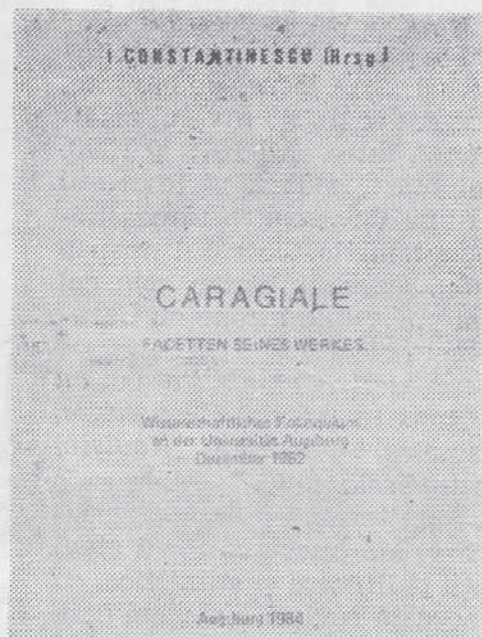 I. CONSTANTINESCU (Hrsg.)
CARAGIALE
FACETTEN SEINES WERKES
Wissenschaftliches Kolloquium
an der Universität Augsburg
Dezember 1982
Augsburg 1984